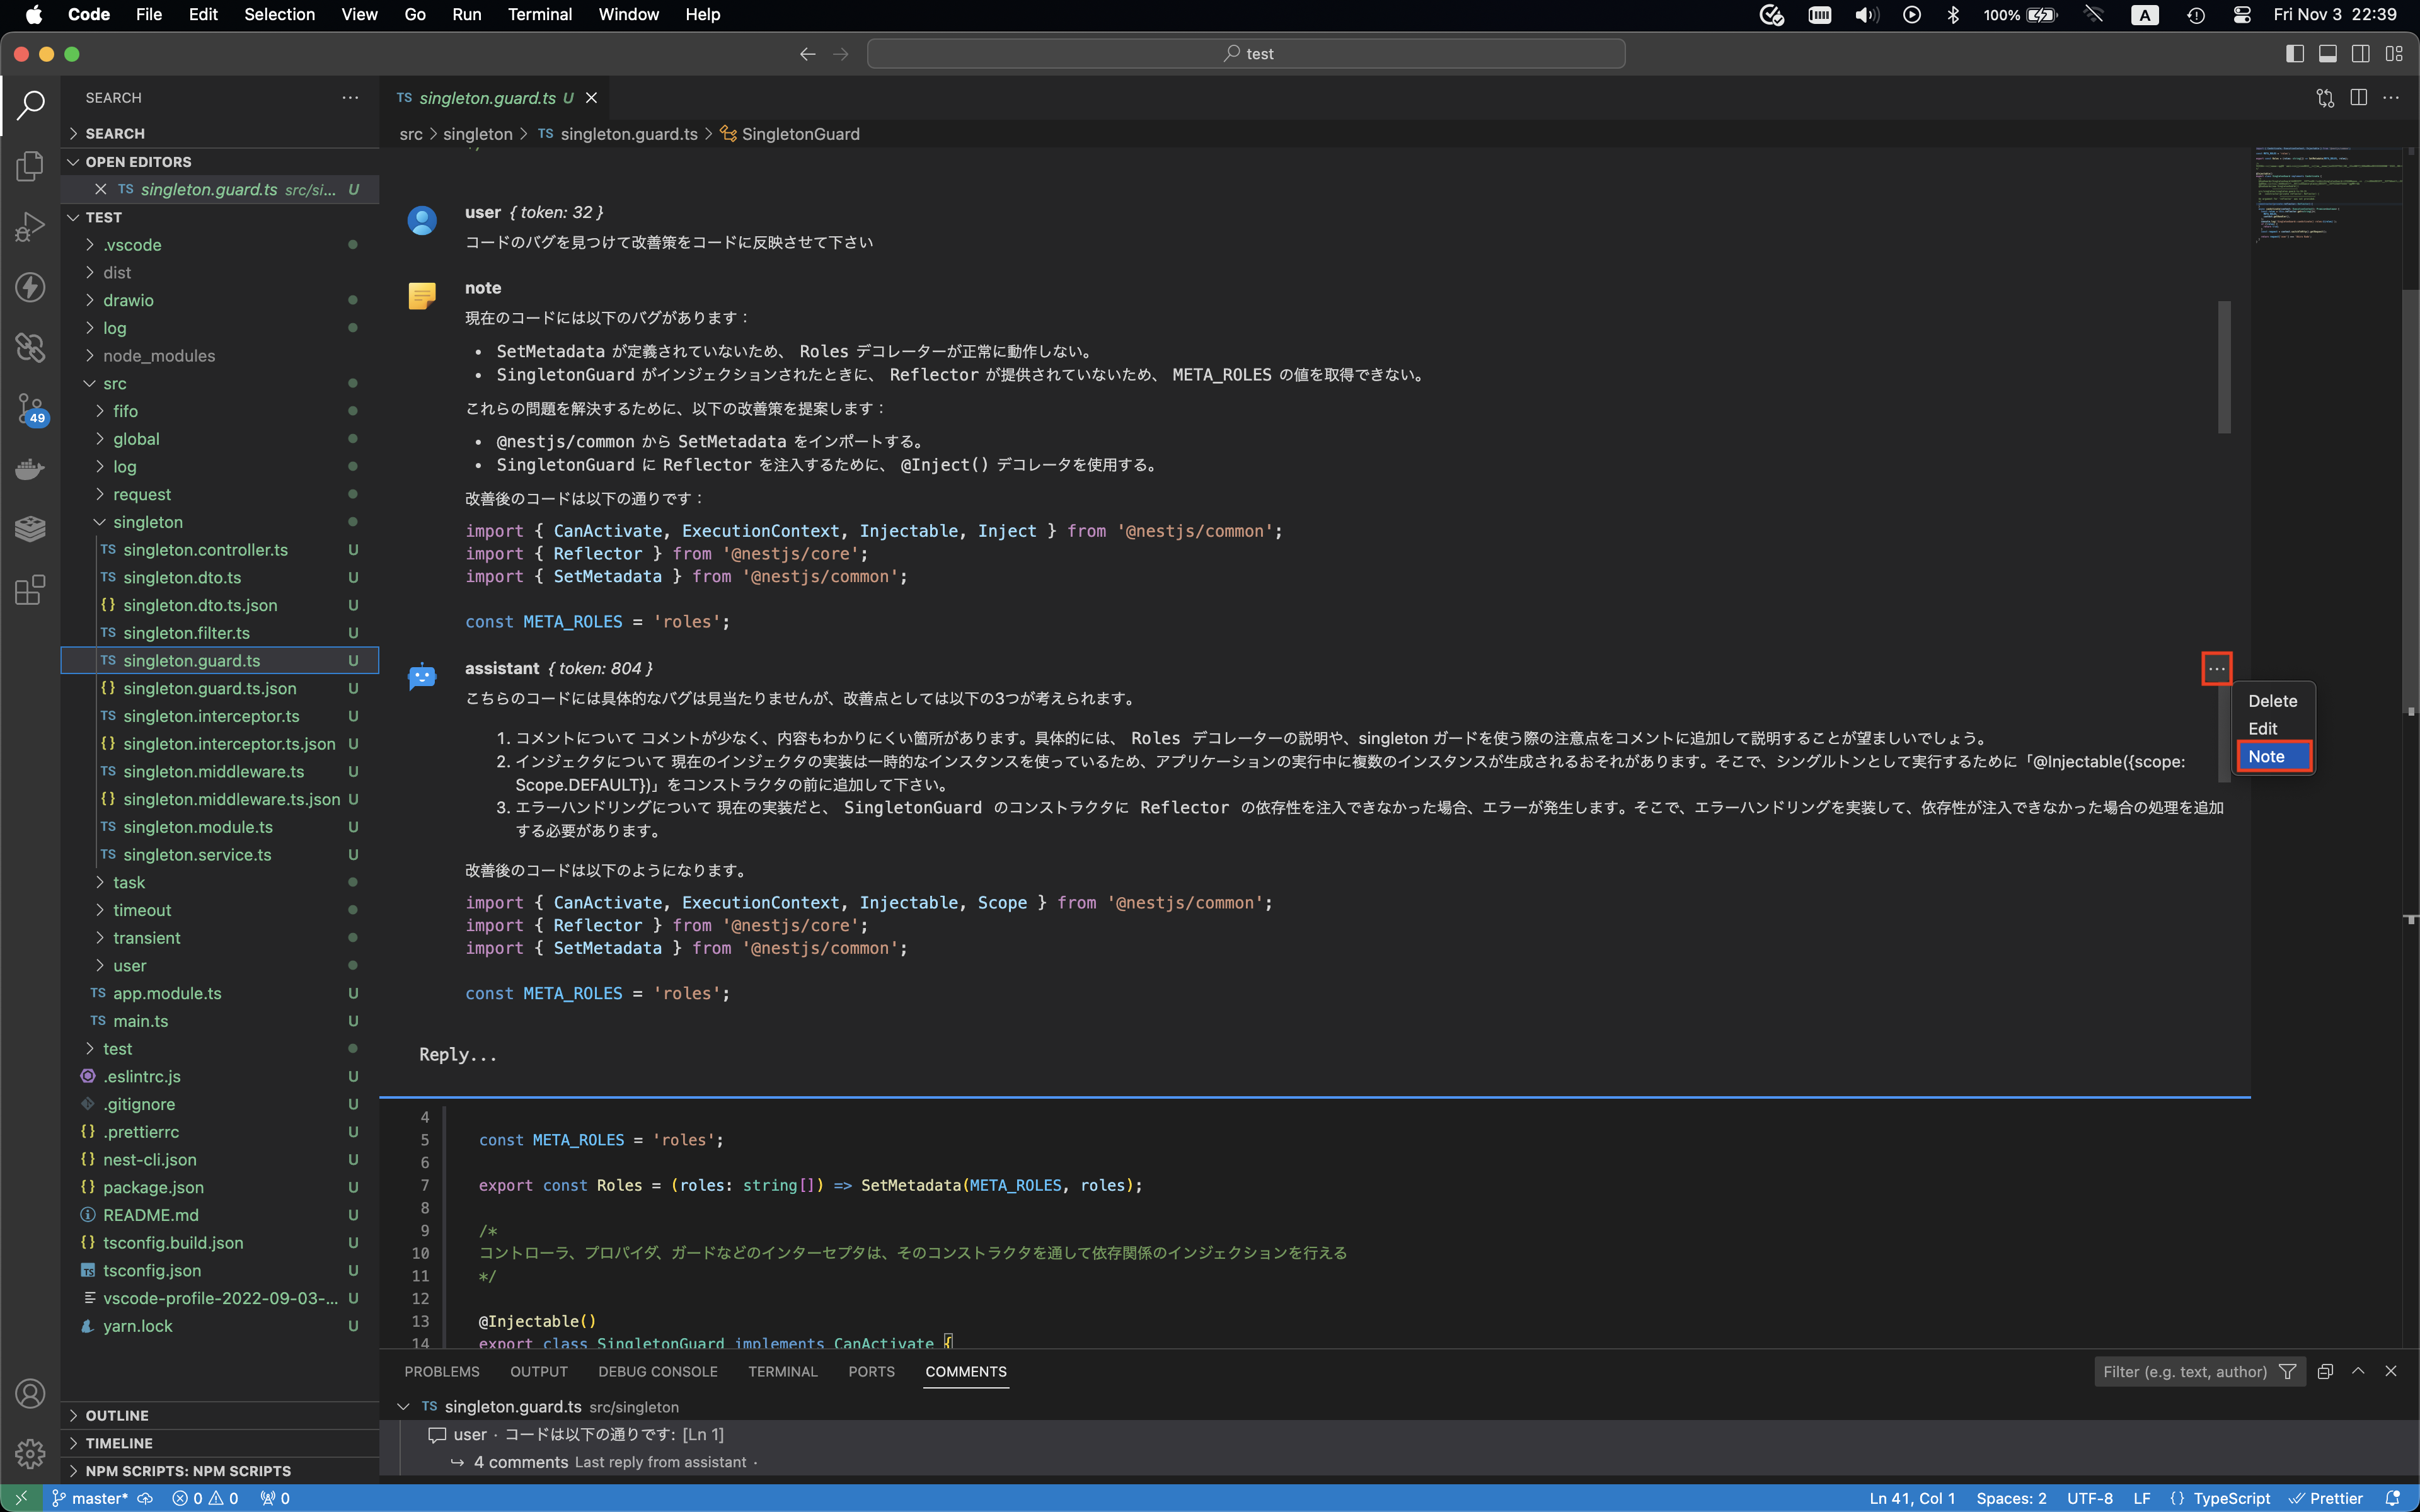 Code File Edit Selection View Go Run Terminal Window Help
100%
A
Fri Nov 3 22:39
test
SEARCH
SEARCH
OPEN EDITORS
TS singleton.guard.ts src/si... U
TEST
.vscode
dist
drawio
log
node_modules
src
fifo
global
log
request
singleton
TS singleton.controller.ts U
TS singleton.dto.ts U
{} singleton.dto.ts.json U
TS singleton.filter.ts U
TS singleton.guard.ts U
{} singleton.guard.ts.json U
TS singleton.interceptor.ts U
{} singleton.interceptor.ts.json U
TS singleton.middleware.ts U
{} singleton.middleware.ts.json U
TS singleton.module.ts U
TS singleton.service.ts U
task
timeout
transient
user
TS app.module.ts U
TS main.ts U
test
.eslintrc.js U
.gitignore U
{} .prettierrc U
{} nest-cli.json U
{} package.json U
README.md U
{} tsconfig.build.json U
TS tsconfig.json U
vscode-profile-2022-09-03-... U
yarn.lock U
OUTLINE
TIMELINE
NPM SCRIPTS: NPM SCRIPTS
49
TS singleton.guard.ts U
src > singleton > TS singleton.guard.ts > SingletonGuard
user { token: 32 }
コードのバグを見つけて改善策をコードに反映させて下さい
note
現在のコードには以下のバグがあります：
• SetMetadata が定義されていないため、 Roles デコレーターが正常に動作しない。
• SingletonGuard がインジェクションされたときに、 Reflector が提供されていないため、 META_ROLES の値を取得できない。
これらの問題を解決するために、以下の改善策を提案します：
• @nestjs/common から SetMetadata をインポートする。
• SingletonGuard に Reflector を注入するために、 @Inject() デコレータを使用する。
改善後のコードは以下の通りです：
import { CanActivate, ExecutionContext, Injectable, Inject } from '@nestjs/common';
import { Reflector } from '@nestjs/core';
import { SetMetadata } from '@nestjs/common';
const META_ROLES = 'roles';
assistant { token: 804 }
...
Delete
Edit
Note
こちらのコードには具体的なバグは見当たりませんが、改善点としては以下の3つが考えられます。
1. コメントについて コメントが少なく、内容もわかりにくい箇所があります。具体的には、 Roles デコレーターの説明や、singleton ガードを使う際の注意点をコメントに追加して説明することが望ましいでしょう。
2. インジェクタについて 現在のインジェクタの実装は一時的なインスタンスを使っているため、アプリケーションの実行中に複数のインスタンスが生成されるおそれがあります。そこで、シングルトンとして実行するために「@Injectable({scope:
Scope.DEFAULT})」をコンストラクタの前に追加して下さい。
3. エラーハンドリングについて 現在の実装だと、 SingletonGuard のコンストラクタに Reflector の依存性を注入できなかった場合、エラーが発生します。そこで、エラーハンドリングを実装して、依存性が注入できなかった場合の処理を追加
する必要があります。
改善後のコードは以下のようになります。
import { CanActivate, ExecutionContext, Injectable, Scope } from '@nestjs/common';
import { Reflector } from '@nestjs/core';
import { SetMetadata } from '@nestjs/common';
const META_ROLES = 'roles';
Reply...
4
5 const META_ROLES = 'roles';
6
7 export const Roles = (roles: string[]) => SetMetadata(META_ROLES, roles);
8
9 /*
10 コントローラ、プロバイダ、ガードなどのインターセプタは、そのコンストラクタを通して依存関係のインジェクションを行える
11 */
12
13 @Injectable()
14 export class SingletonGuard implements CanActivate {
PROBLEMS OUTPUT DEBUG CONSOLE TERMINAL PORTS COMMENTS
Filter (e.g. text, author)
TS singleton.guard.ts src/singleton
user · コードは以下の通りです: [Ln 1]
4 comments Last reply from assistant ·
master* 0 0 0
Ln 41, Col 1 Spaces: 2 UTF-8 LF {} TypeScript Prettier